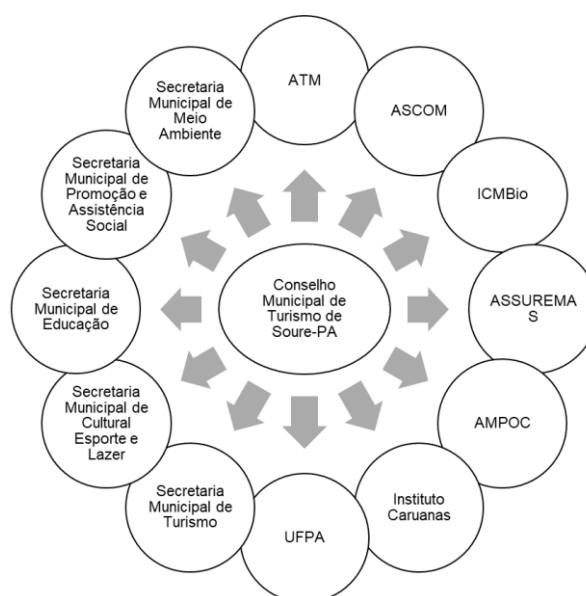 ATM
ASCOM
ICMBio
ASSUREMA
S
AMPOC
Instituto
Caruanas
UFPA
Secretaria
Municipal de
Turismo
Secretaria
Municipal de
Cultural
Esporte e
Lazer
Secretaria
Municipal de
Educação
Secretaria
Municipal de
Promoção e
Assistência
Social
Secretaria
Municipal de
Meio
Ambiente
Conselho
Municipal de
Turismo de
Soure-PA